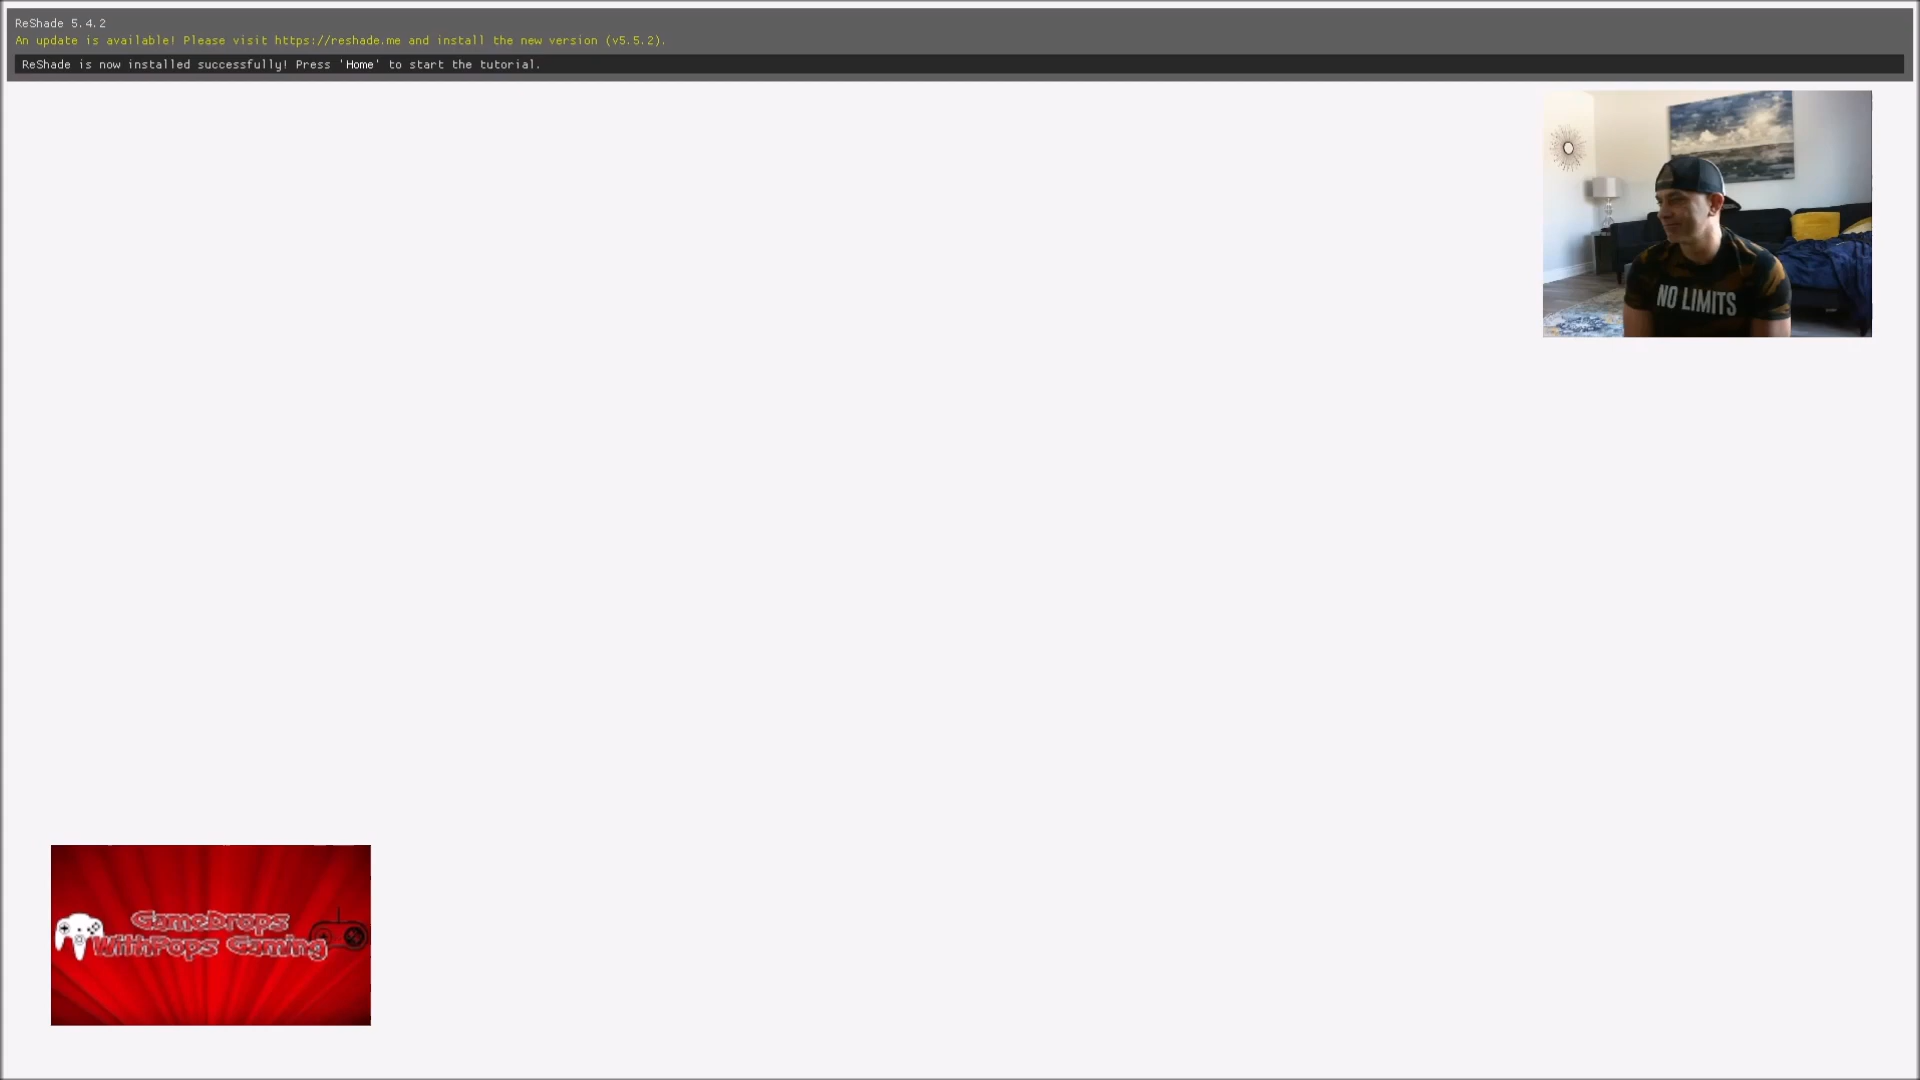 ReShade 5.4.2
An update is available! Please visit https://reshade.me and install the new version (v5.5.2).
ReShade is now installed successfully! Press 'Home' to start the tutorial.
NO LIMITS
GameDrops
WithPops Gaming